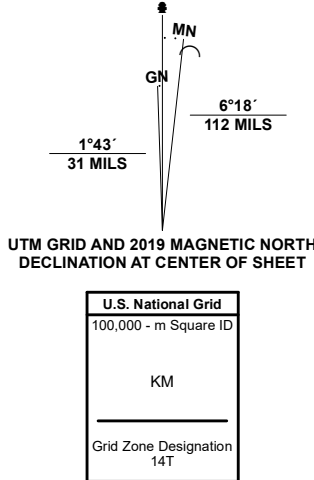 MN
GN
6°18´
112 MILS
1°43´
31 MILS
UTM GRID AND 2019 MAGNETIC NORTH
DECLINATION AT CENTER OF SHEET
U.S. National Grid
100,000 - m Square ID
KM
Grid Zone Designation
14T